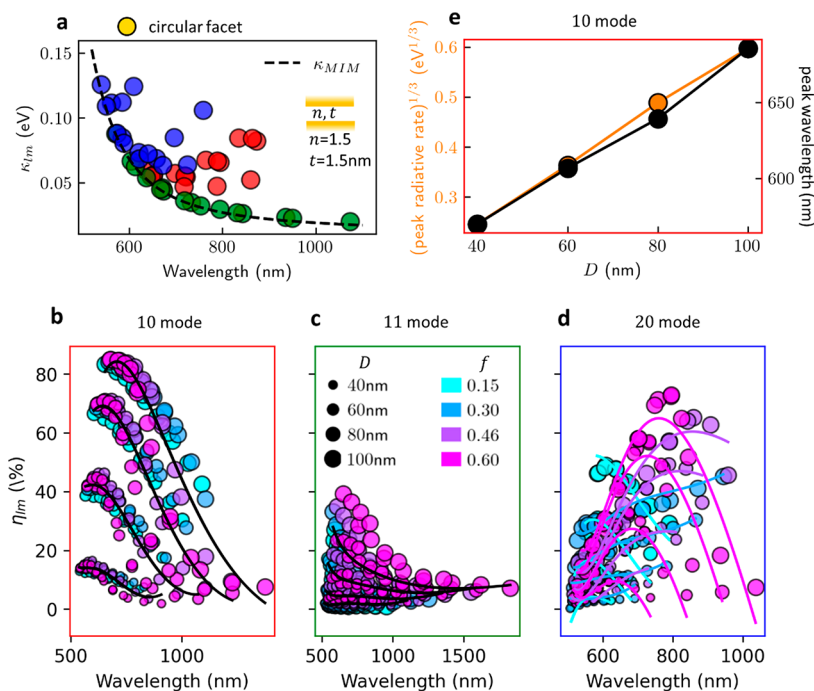 a
circular facet
κ_MIM
n, t
n=1.5
t=1.5nm
0.15
0.10
0.05
κ_lm (eV)
600
800
1000
Wavelength (nm)
e
10 mode
0.6
0.5
0.4
0.3
(peak radiative rate)^1/3 (eV^1/3)
650
600
peak wavelength (nm)
40
60
80
100
D (nm)
b
10 mode
80
60
40
20
0
η_lm (\%)
500
1000
Wavelength (nm)
c
11 mode
D
40nm
60nm
80nm
100nm
f
0.15
0.30
0.46
0.60
500
1000
1500
Wavelength (nm)
d
20 mode
600
800
1000
Wavelength (nm)